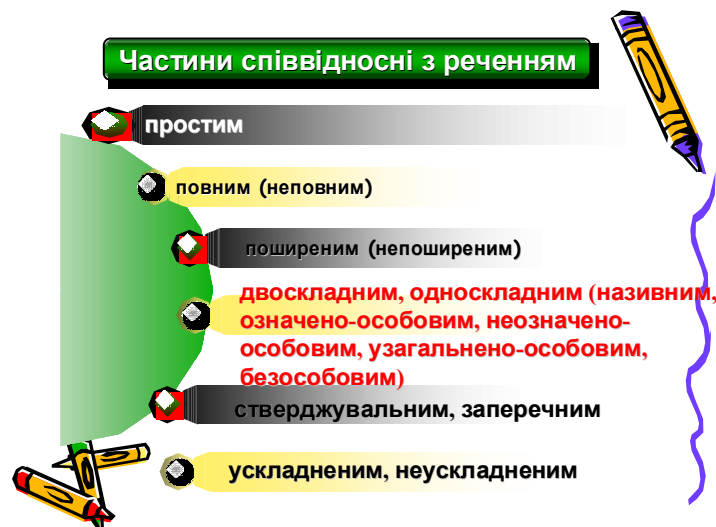 Частини співвідносні з реченням
простим
повним (неповним)
поширеним (непоширеним)
двоскладним, односкладним (називним,
означено-особовим, неозначено-
особовим, узагальнено-особовим,
безособовим)
стверджувальним, заперечним
ускладненим, неускладненим